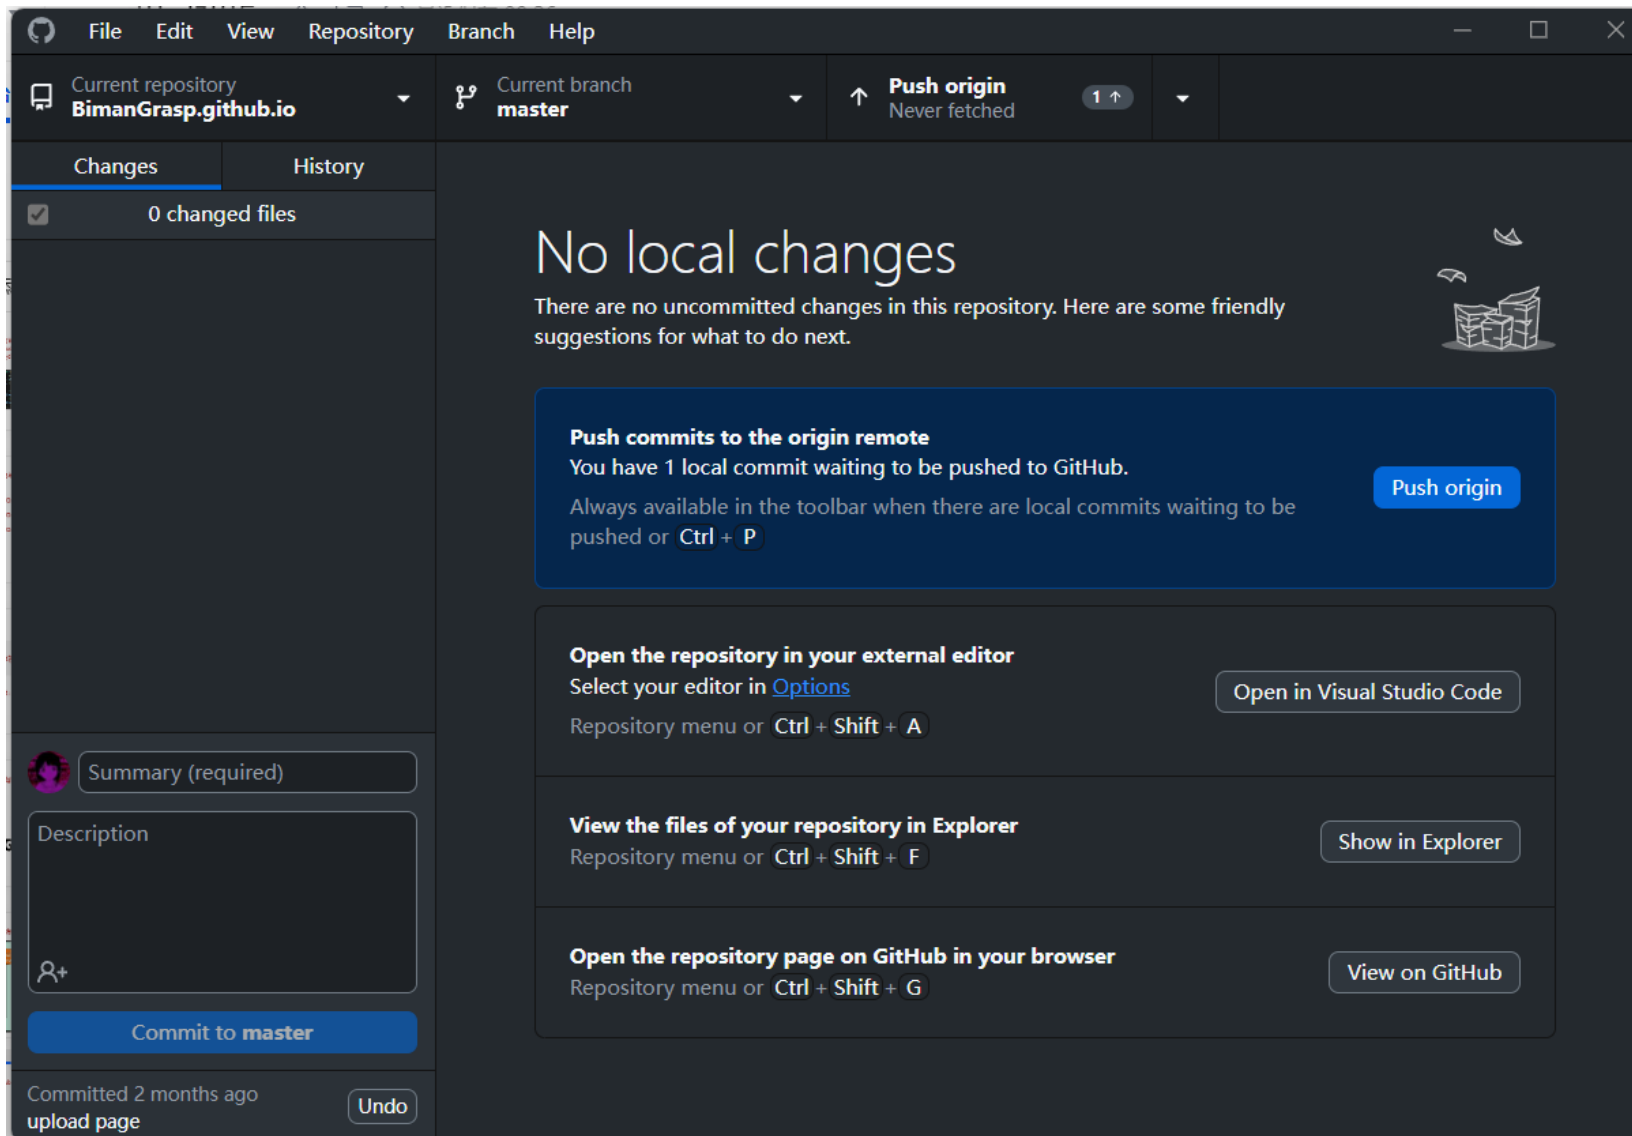 File Edit View Repository Branch Help
Current repository
BimanGrasp.github.io
Current branch
master
Push origin
Never fetched
1
Changes
History
0 changed files
No local changes
There are no uncommitted changes in this repository. Here are some friendly
suggestions for what to do next.
Push commits to the origin remote
You have 1 local commit waiting to be pushed to GitHub.
Always available in the toolbar when there are local commits waiting to be
pushed or Ctrl + P
Push origin
Open the repository in your external editor
Select your editor in Options
Repository menu or Ctrl + Shift + A
Open in Visual Studio Code
View the files of your repository in Explorer
Repository menu or Ctrl + Shift + F
Show in Explorer
Open the repository page on GitHub in your browser
Repository menu or Ctrl + Shift + G
View on GitHub
Summary (required)
Description
Commit to master
Committed 2 months ago
upload page
Undo